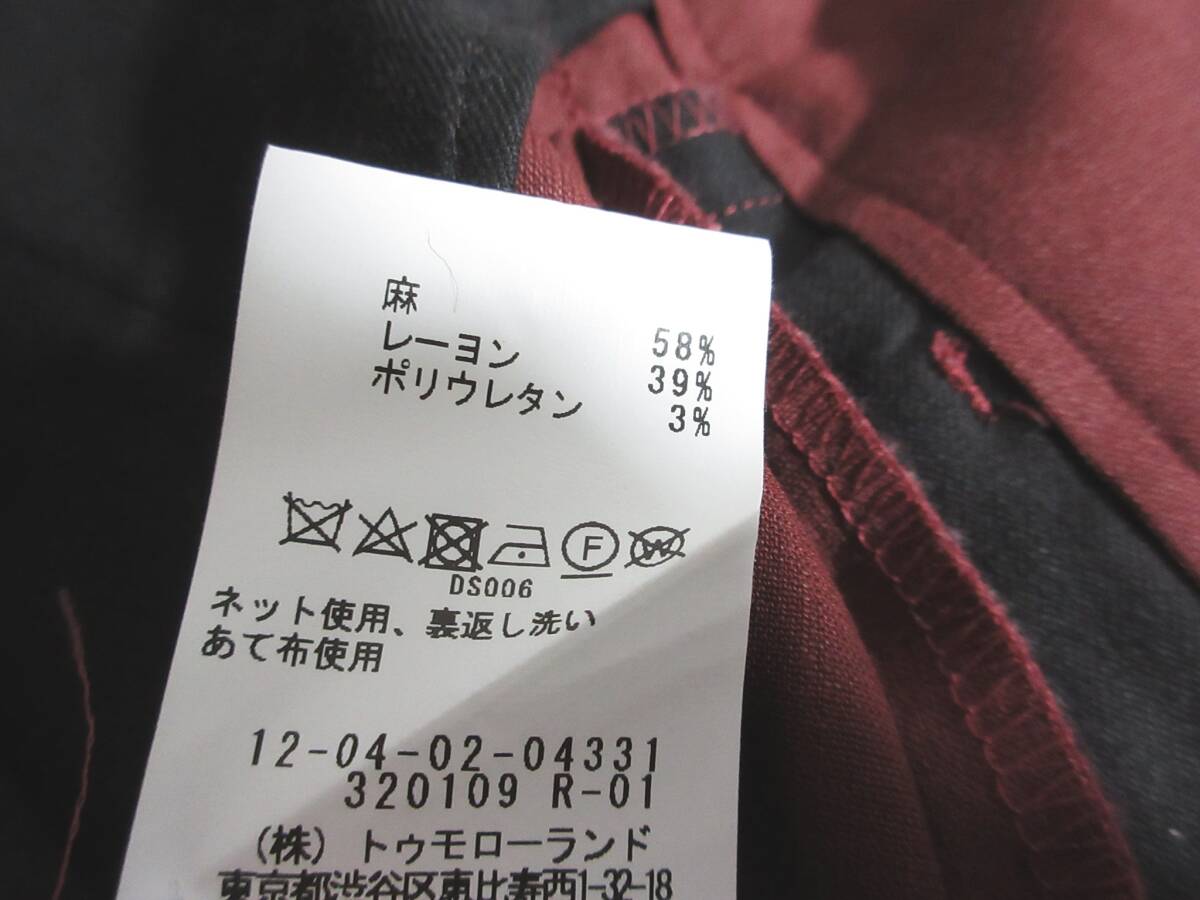 麻 58%
レーヨン 39%
ポリウレタン 3%
F W
DS006
ネット使用、裏返し洗い
あて布使用
12-04-02-04331
320109 R-01
(株)トゥモローランド
東京都渋谷区恵比寿西1-32-18